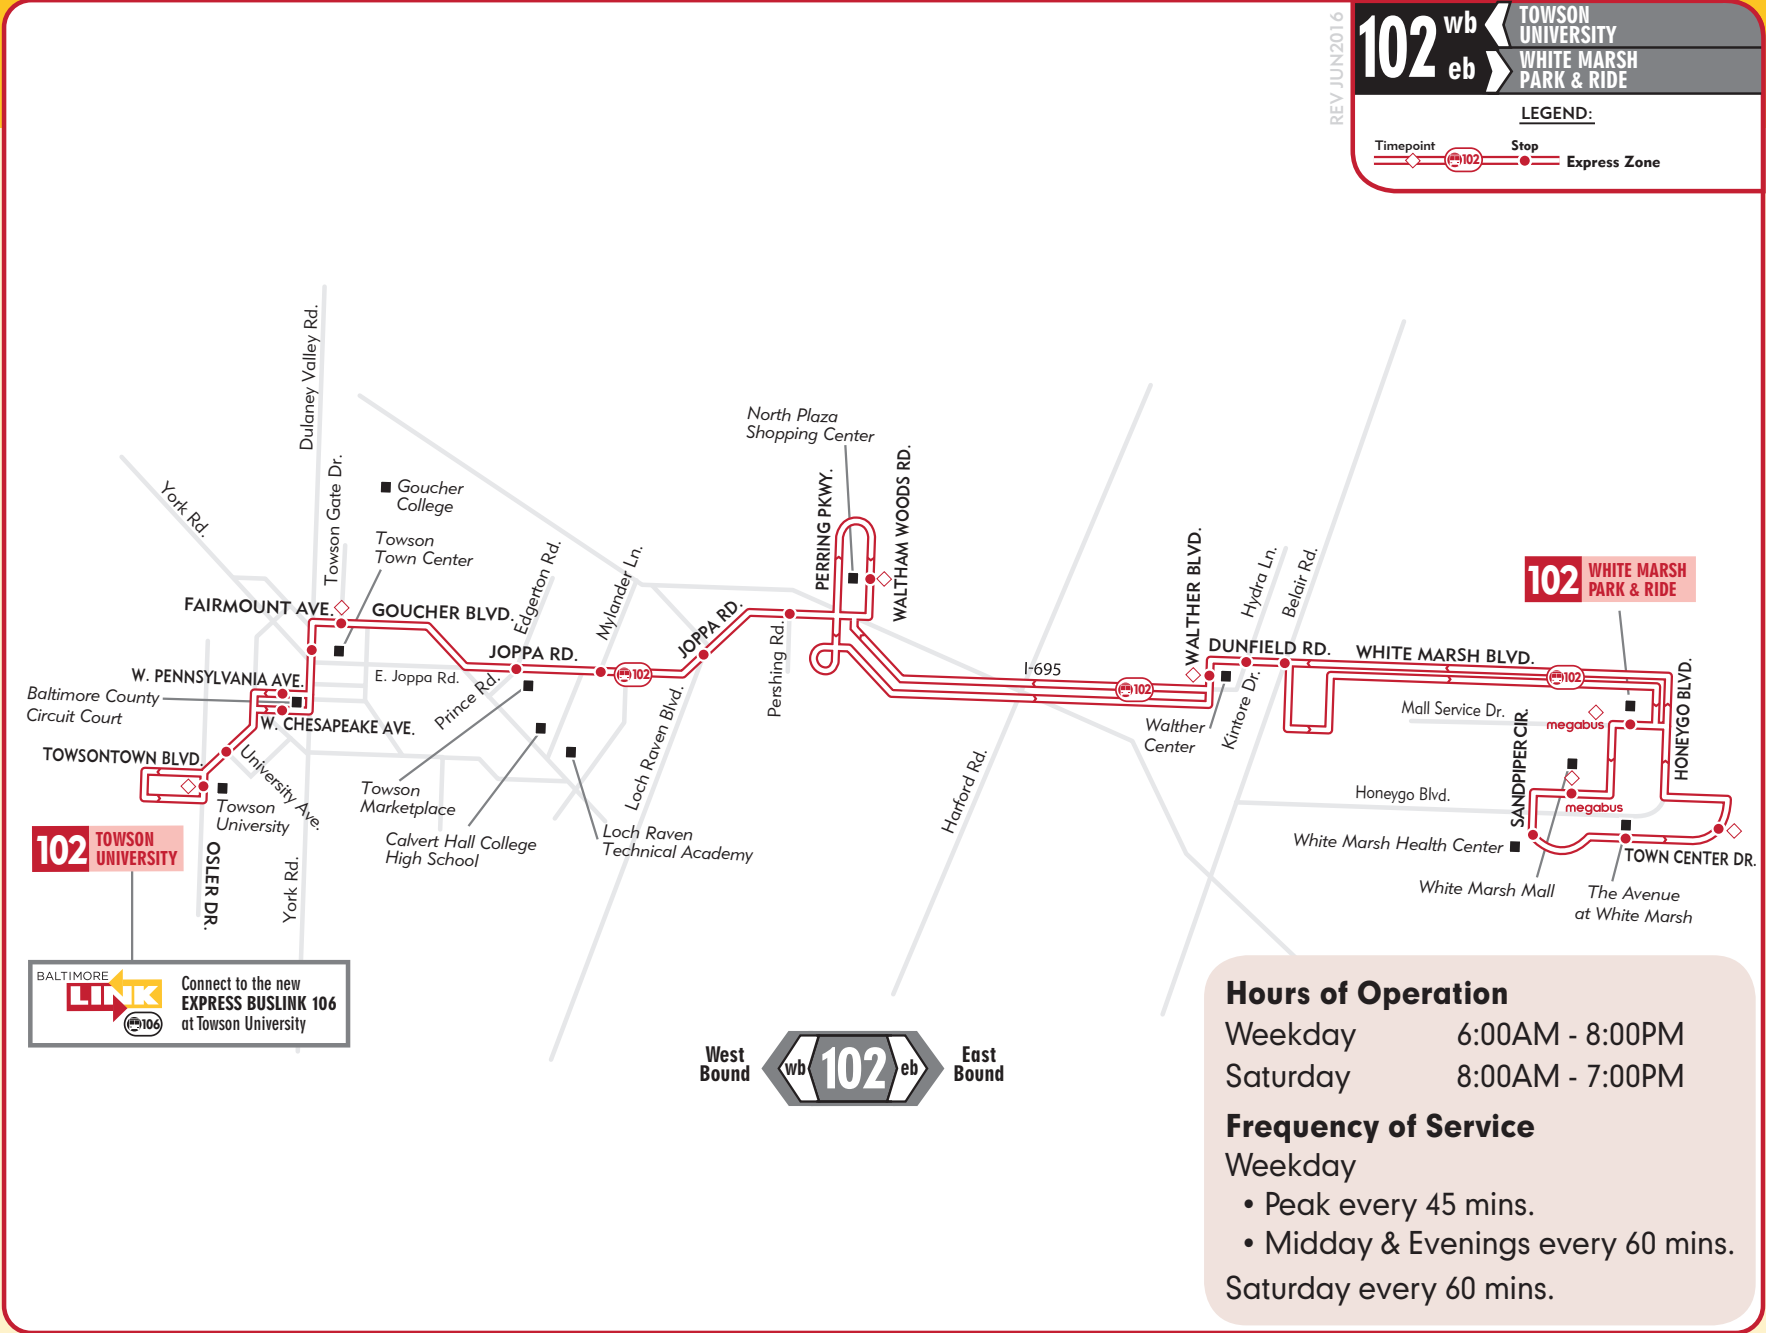 REV JUN2016
102 wb
TOWSON
UNIVERSITY
eb
WHITE MARSH
PARK & RIDE
LEGEND:
Timepoint
102
Stop
Express Zone
Dulaney Valley Rd.
York Rd.
Towson Gate Dr.
Goucher
College
Towson
Town Center
FAIRMOUNT AVE.
GOUCHER BLVD.
Edgerton Rd.
Mylander Ln.
JOPPA RD.
JOPPA RD.
102
E. Joppa Rd.
Prince Rd.
W. PENNSYLVANIA AVE.
Baltimore County
Circuit Court
W. CHESAPEAKE AVE.
TOWSONTOWN BLVD.
University Ave.
Towson
University
Towson
Marketplace
Calvert Hall College
High School
Loch Raven
Technical Academy
Loch Raven Blvd.
Pershing Rd.
102
TOWSON
UNIVERSITY
OSLER DR.
York Rd.
North Plaza
Shopping Center
PERRING PKWY.
WALTHAM WOODS RD.
I-695
102
Harford Rd.
WALTHER BLVD.
Hydra Ln.
Belair Rd.
DUNFIELD RD.
Walther
Center
Kintore Dr.
WHITE MARSH BLVD.
102
102
WHITE MARSH
PARK & RIDE
Mall Service Dr.
megabus
SANDPIPER CIR.
HONEYGO BLVD.
Honeygo Blvd.
megabus
White Marsh Health Center
TOWN CENTER DR.
White Marsh Mall
The Avenue
at White Marsh
BALTIMORE
LINK
106
Connect to the new
EXPRESS BUSLINK 106
at Towson University
West
Bound
wb
102
eb
East
Bound
Hours of Operation
Weekday 6:00AM - 8:00PM
Saturday 8:00AM - 7:00PM
Frequency of Service
Weekday
• Peak every 45 mins.
• Midday & Evenings every 60 mins.
Saturday every 60 mins.